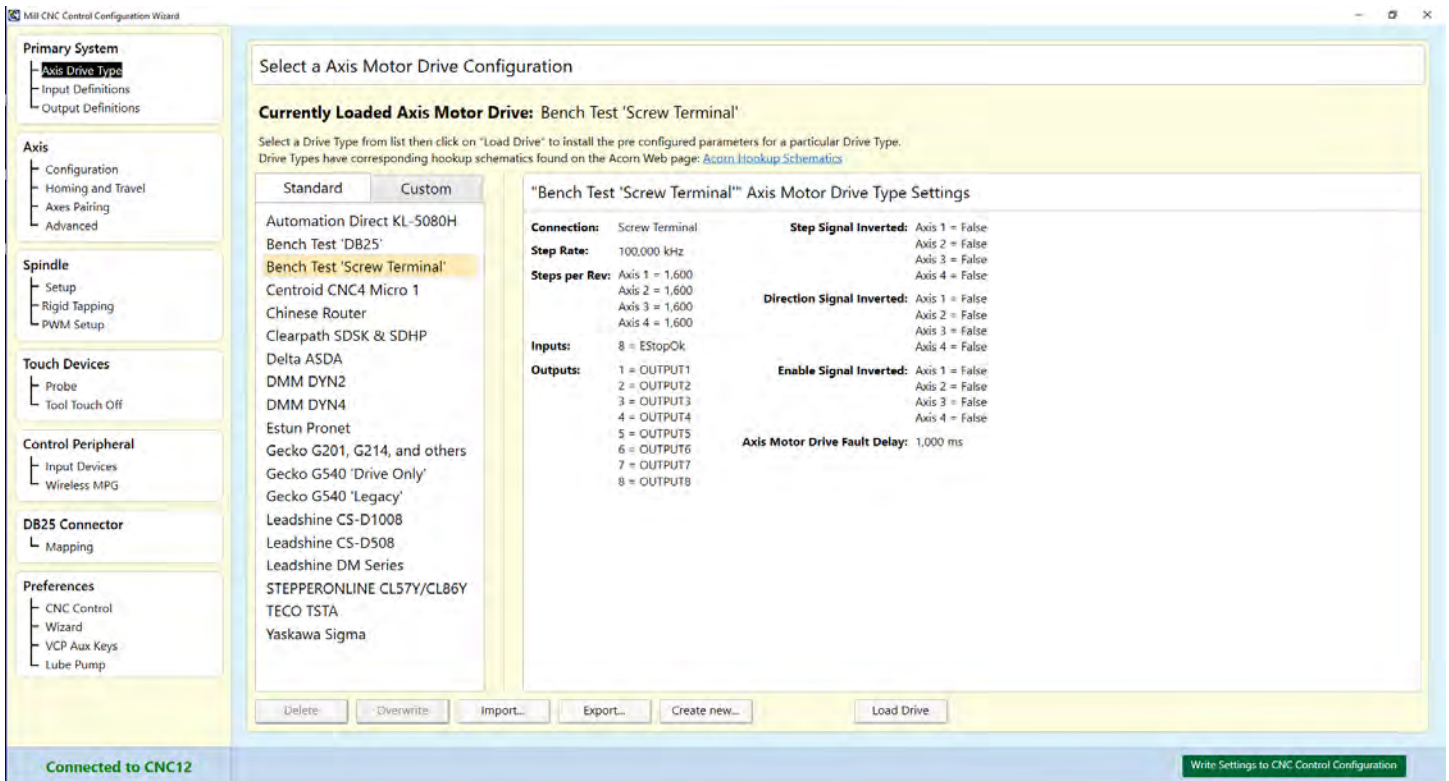 Mill CNC Control Configuration Wizard
Primary System
Axis Drive Type
Input Definitions
Output Definitions
Axis
Configuration
Homing and Travel
Axes Pairing
Advanced
Spindle
Setup
Rigid Tapping
PWM Setup
Touch Devices
Probe
Tool Touch Off
Control Peripheral
Input Devices
Wireless MPG
DB25 Connector
Mapping
Preferences
CNC Control
Wizard
VCP Aux Keys
Lube Pump
Connected to CNC12
Select a Axis Motor Drive Configuration
Currently Loaded Axis Motor Drive: Bench Test 'Screw Terminal'
Select a Drive Type from list then click on "Load Drive" to install the pre configured parameters for a particular Drive Type.
Drive Types have corresponding hookup schematics found on the Acorn Web page: Acorn Hookup Schematics
Standard Custom
Automation Direct KL-5080H
Bench Test 'DB25'
Bench Test 'Screw Terminal'
Centroid CNC4 Micro 1
Chinese Router
Clearpath SDSK & SDHP
Delta ASDA
DMM DYN2
DMM DYN4
Estun Pronet
Gecko G201, G214, and others
Gecko G540 'Drive Only'
Gecko G540 'Legacy'
Leadshine CS-D1008
Leadshine CS-D508
Leadshine DM Series
STEPPERONLINE CL57Y/CL86Y
TECO TSTA
Yaskawa Sigma
"Bench Test 'Screw Terminal'" Axis Motor Drive Type Settings
Connection: Screw Terminal
Step Rate: 100,000 kHz
Steps per Rev: Axis 1 = 1,600
Axis 2 = 1,600
Axis 3 = 1,600
Axis 4 = 1,600
Inputs: 8 = EStopOk
Outputs: 1 = OUTPUT1
2 = OUTPUT2
3 = OUTPUT3
4 = OUTPUT4
5 = OUTPUT5
6 = OUTPUT6
7 = OUTPUT7
8 = OUTPUT8
Step Signal Inverted: Axis 1 = False
Axis 2 = False
Axis 3 = False
Axis 4 = False
Direction Signal Inverted: Axis 1 = False
Axis 2 = False
Axis 3 = False
Axis 4 = False
Enable Signal Inverted: Axis 1 = False
Axis 2 = False
Axis 3 = False
Axis 4 = False
Axis Motor Drive Fault Delay: 1,000 ms
Delete Overwrite Import... Export... Create new... Load Drive
Write Settings to CNC Control Configuration